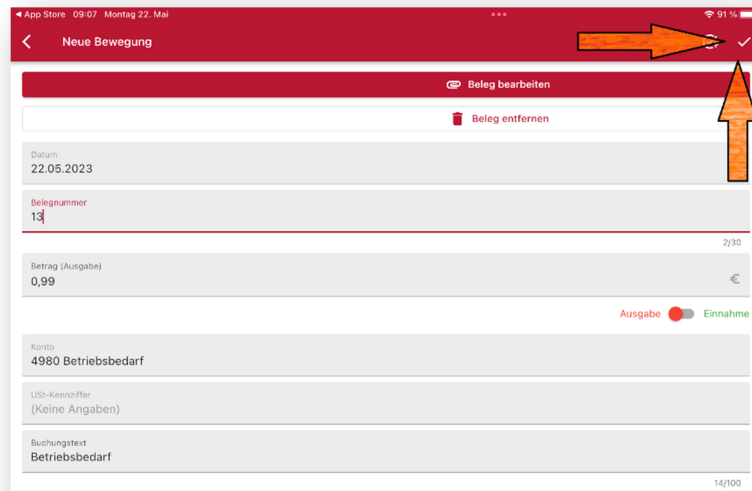 App Store 09:07 Montag 22. Mai 91 %
Neue Bewegung
Beleg bearbeiten
Beleg entfernen
Datum
22.05.2023
Belegnummer
13
2/30
Betrag (Ausgabe)
0,99 €
Ausgabe Einnahme
Konto
4980 Betriebsbedarf
USt-Kennziffer
(Keine Angaben)
Buchungstext
Betriebsbedarf
14/100